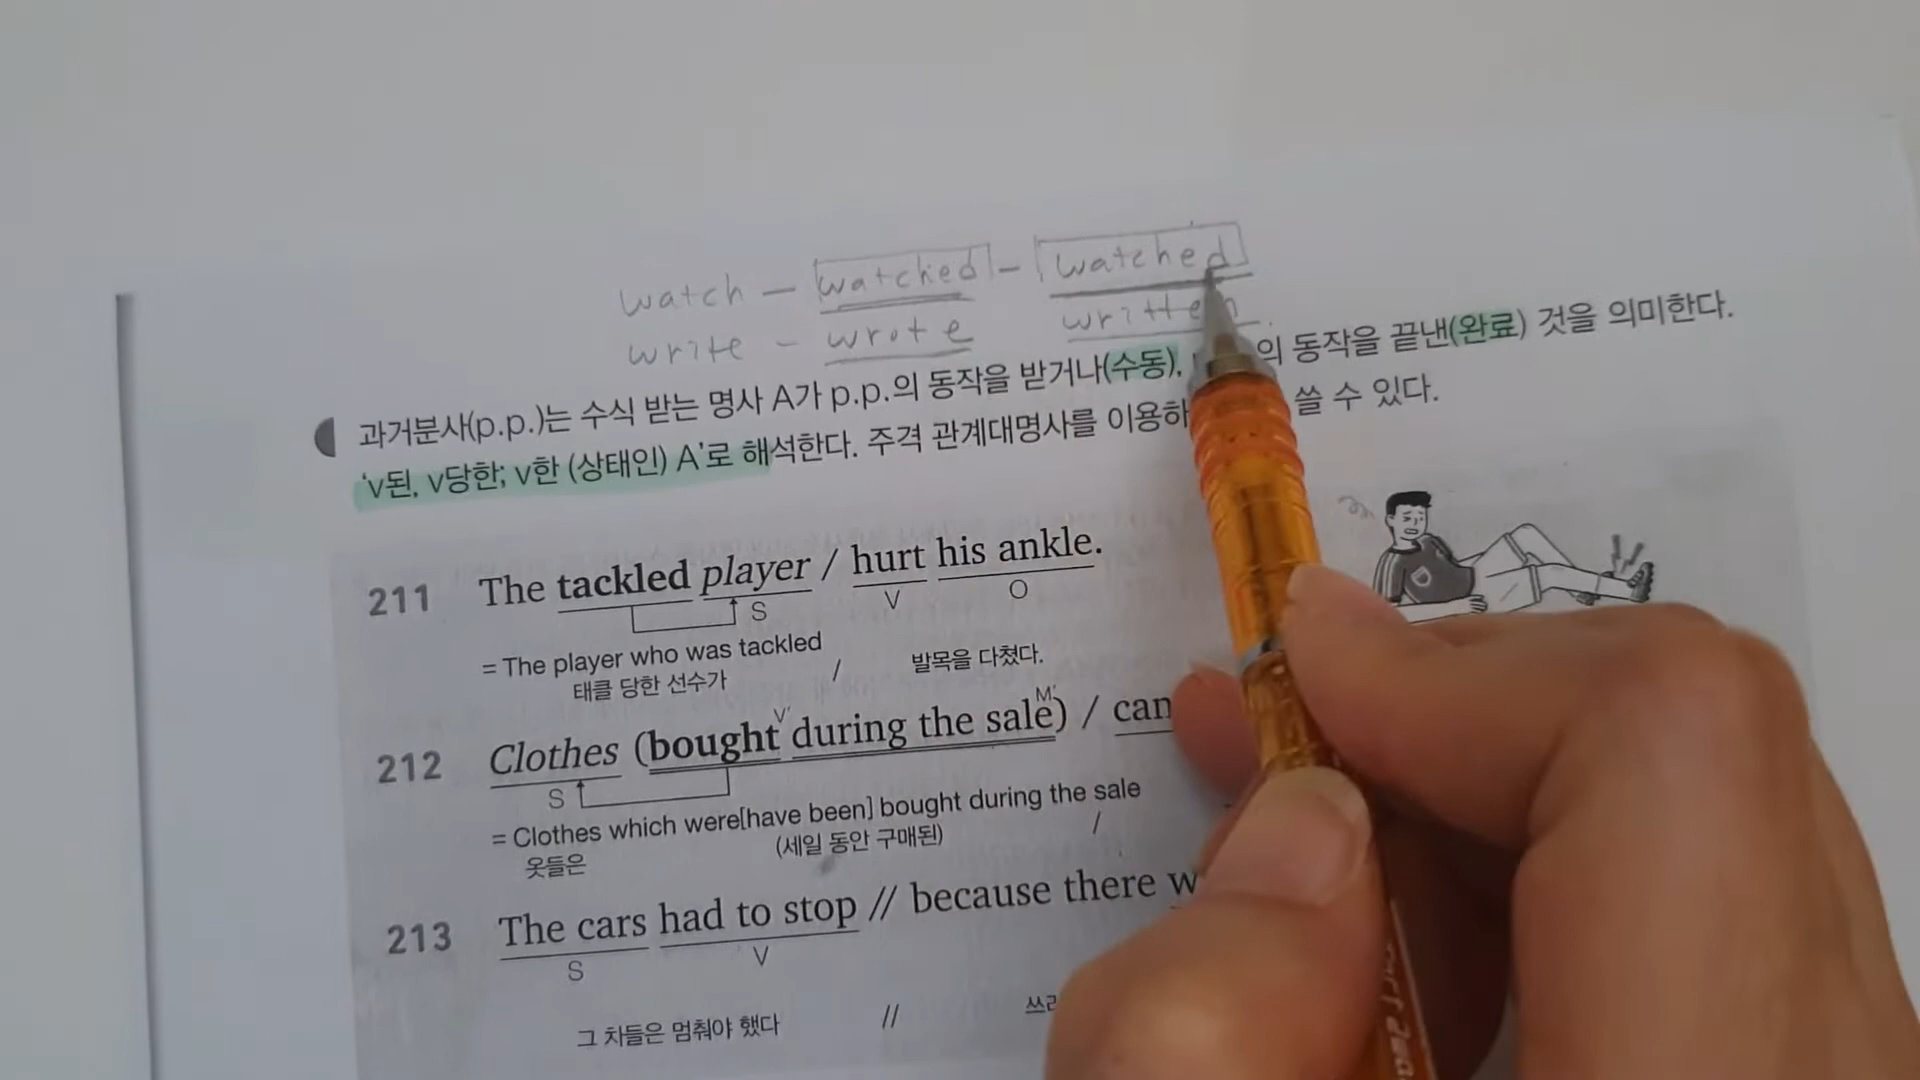 watch - watched - watched
write - wrote written
과거분사(p.p.)는 수식 받는 명사 A가 p.p.의 동작을 받거나(수동), 의 동작을 끝낸(완료) 것을 의미한다.
‘v된, v당한; v한 (상태인) A’로 해석한다. 주격 관계대명사를 이용하 쓸 수 있다.
211 The tackled player / hurt his ankle.
S V O
= The player who was tackled
태클 당한 선수가 / 발목을 다쳤다.
V' M'
212 Clothes (bought during the sale) / can
S
= Clothes which were[have been] bought during the sale
옷들은 (세일 동안 구매된) /
213 The cars had to stop // because there w
S V
그 차들은 멈춰야 했다 //